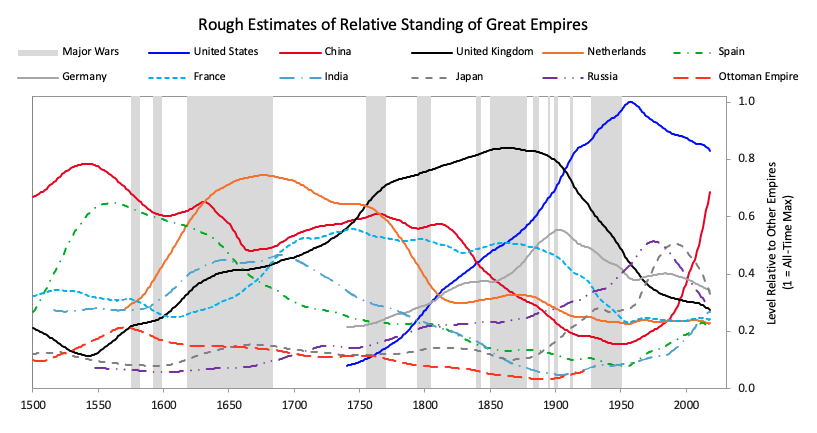 Rough Estimates of Relative Standing of Great Empires
Major Wars United States China United Kingdom Netherlands Spain
Germany France India Japan Russia Ottoman Empire
1.0
0.8
0.6
0.4
0.2
0.0
Level Relative to Other Empires
(1 = All-Time Max)
1500 1550 1600 1650 1700 1750 1800 1850 1900 1950 2000